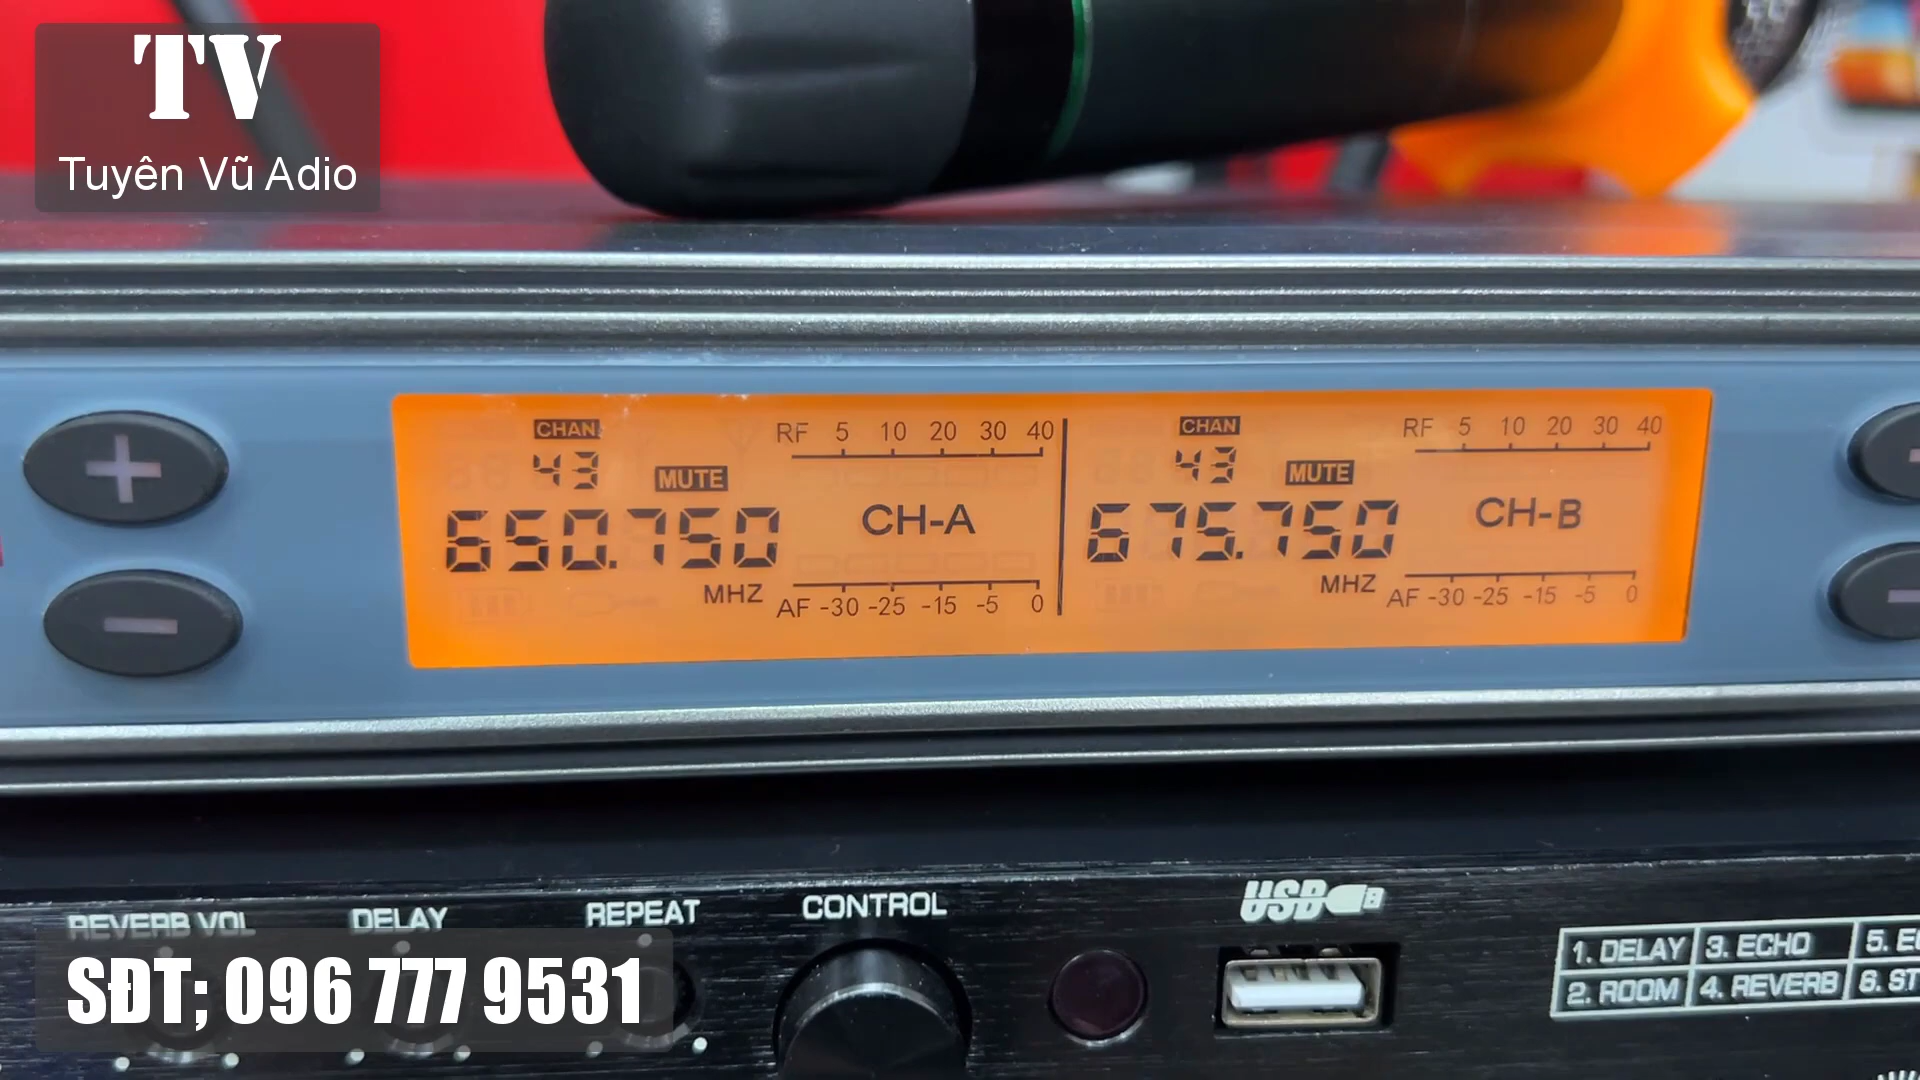 TV
Tuyên Vũ Adio
CHAN
43
MUTE
650.750
MHZ
RF 5 10 20 30 40
CH-A
AF -30 -25 -15 -5 0
CHAN
43
MUTE
675.750
MHZ
RF 5 10 20 30 40
CH-B
AF -30 -25 -15 -5 0
REVERB VOL
DELAY
REPEAT
CONTROL
USB
1. DELAY
3. ECHO
2. ROOM
4. REVERB
SĐT; 096 777 9531